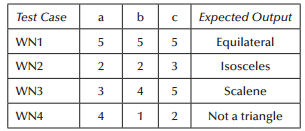 Test Case a b c Expected Output
WN1 5 5 5 Equilateral
WN2 2 2 3 Isosceles
WN3 3 4 5 Scalene
WN4 4 1 2 Not a triangle